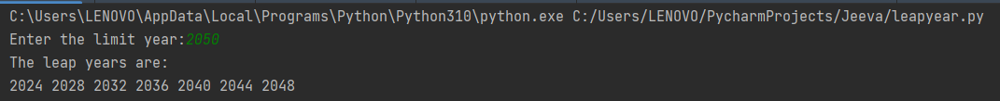 C:\Users\LENOVO\AppData\Local\Programs\Python\Python310\python.exe C:/Users/LENOVO/PycharmProjects/Jeeva/leapyear.py
Enter the limit year:2050
The leap years are:
2024 2028 2032 2036 2040 2044 2048